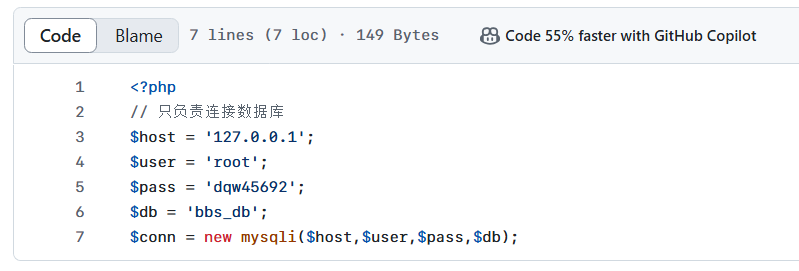 Code Blame 7 lines (7 loc) · 149 Bytes Code 55% faster with GitHub Copilot
1 <?php
2 // 只负责连接数据库
3 $host = '127.0.0.1';
4 $user = 'root';
5 $pass = 'dqw45692';
6 $db = 'bbs_db';
7 $conn = new mysqli($host,$user,$pass,$db);